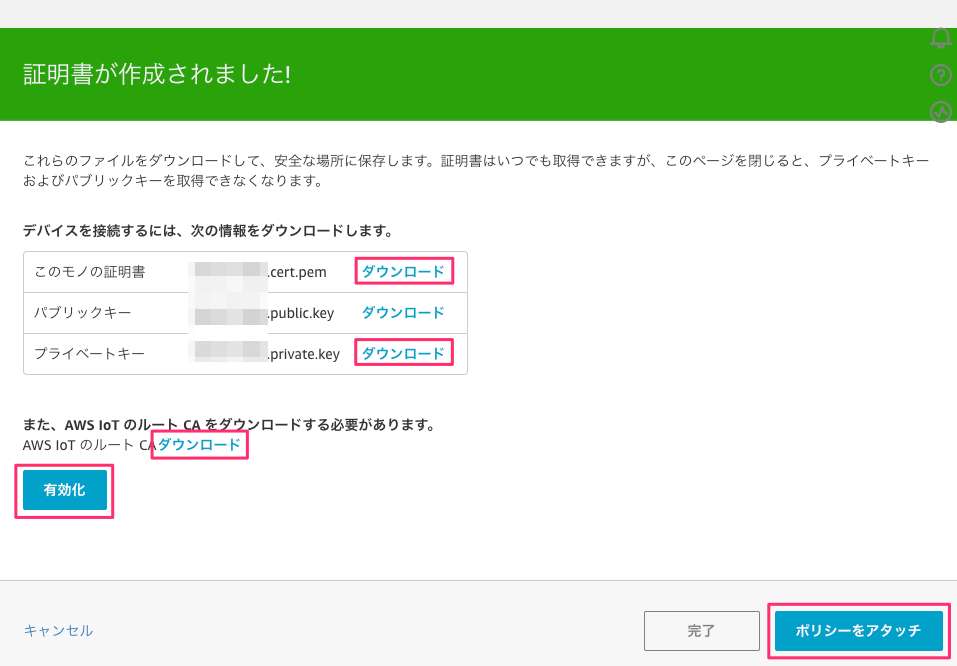 証明書が作成されました!
これらのファイルをダウンロードして、安全な場所に保存します。証明書はいつでも取得できますが、このページを閉じると、プライベートキー
およびパブリックキーを取得できなくなります。
デバイスを接続するには、次の情報をダウンロードします。
このモノの証明書 .cert.pem ダウンロード
パブリックキー .public.key ダウンロード
プライベートキー .private.key ダウンロード
また、AWS IoT のルート CA をダウンロードする必要があります。
AWS IoT のルート CA ダウンロード
有効化
キャンセル 完了 ポリシーをアタッチ